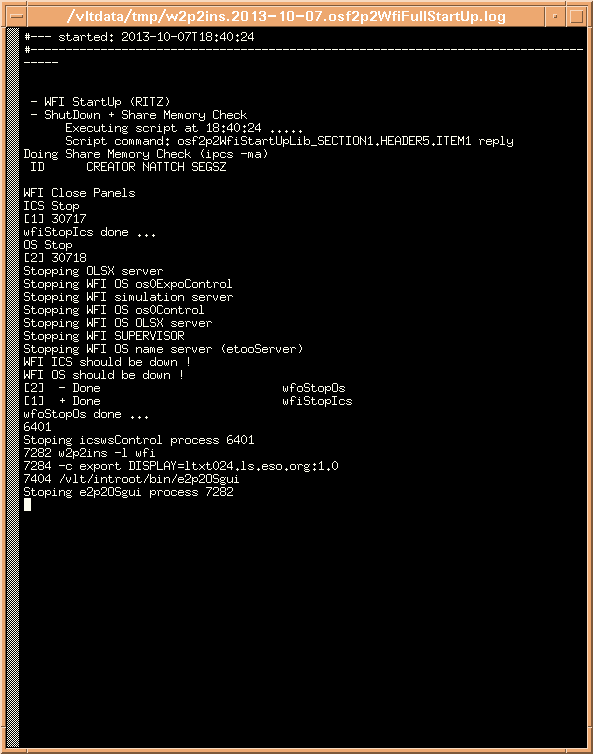 /vltdata/tmp/w2p2ins.2013-10-07.osf2p2WfiFullStartUp.log
#--- started: 2013-10-07T18:40:24
#--------------------------------------------------------------------------------
-----
- WFI StartUp (RITZ)
- ShutDown + Share Memory Check
Executing script at 18:40:24 .....
Script command: osf2p2WfiStartUpLib_SECTION1.HEADER5.ITEM1 reply
Doing Share Memory Check (ipcs -ma)
ID      CREATOR NATTCH SEGSZ
WFI Close Panels
ICS Stop
[1] 30717
wfiStopIcs done ...
OS Stop
[2] 30718
Stopping OLSX server
Stopping WFI OS os0ExpoControl
Stopping WFI simulation server
Stopping WFI OS os0Control
Stopping WFI OS OLSX server
Stopping WFI SUPERVISOR
Stopping WFI OS name server (etooServer)
WFI ICS should be down !
WFI OS should be down !
[2]  - Done                          wfoStopOs
[1]  + Done                          wfiStopIcs
wfoStopOs done ...
6401
Stoping icswsControl process 6401
7282 w2p2ins -l wfi
7284 -c export DISPLAY=ltxt024.ls.eso.org:1.0
7404 /vlt/introot/bin/e2p2OSgui
Stoping e2p2OSgui process 7282